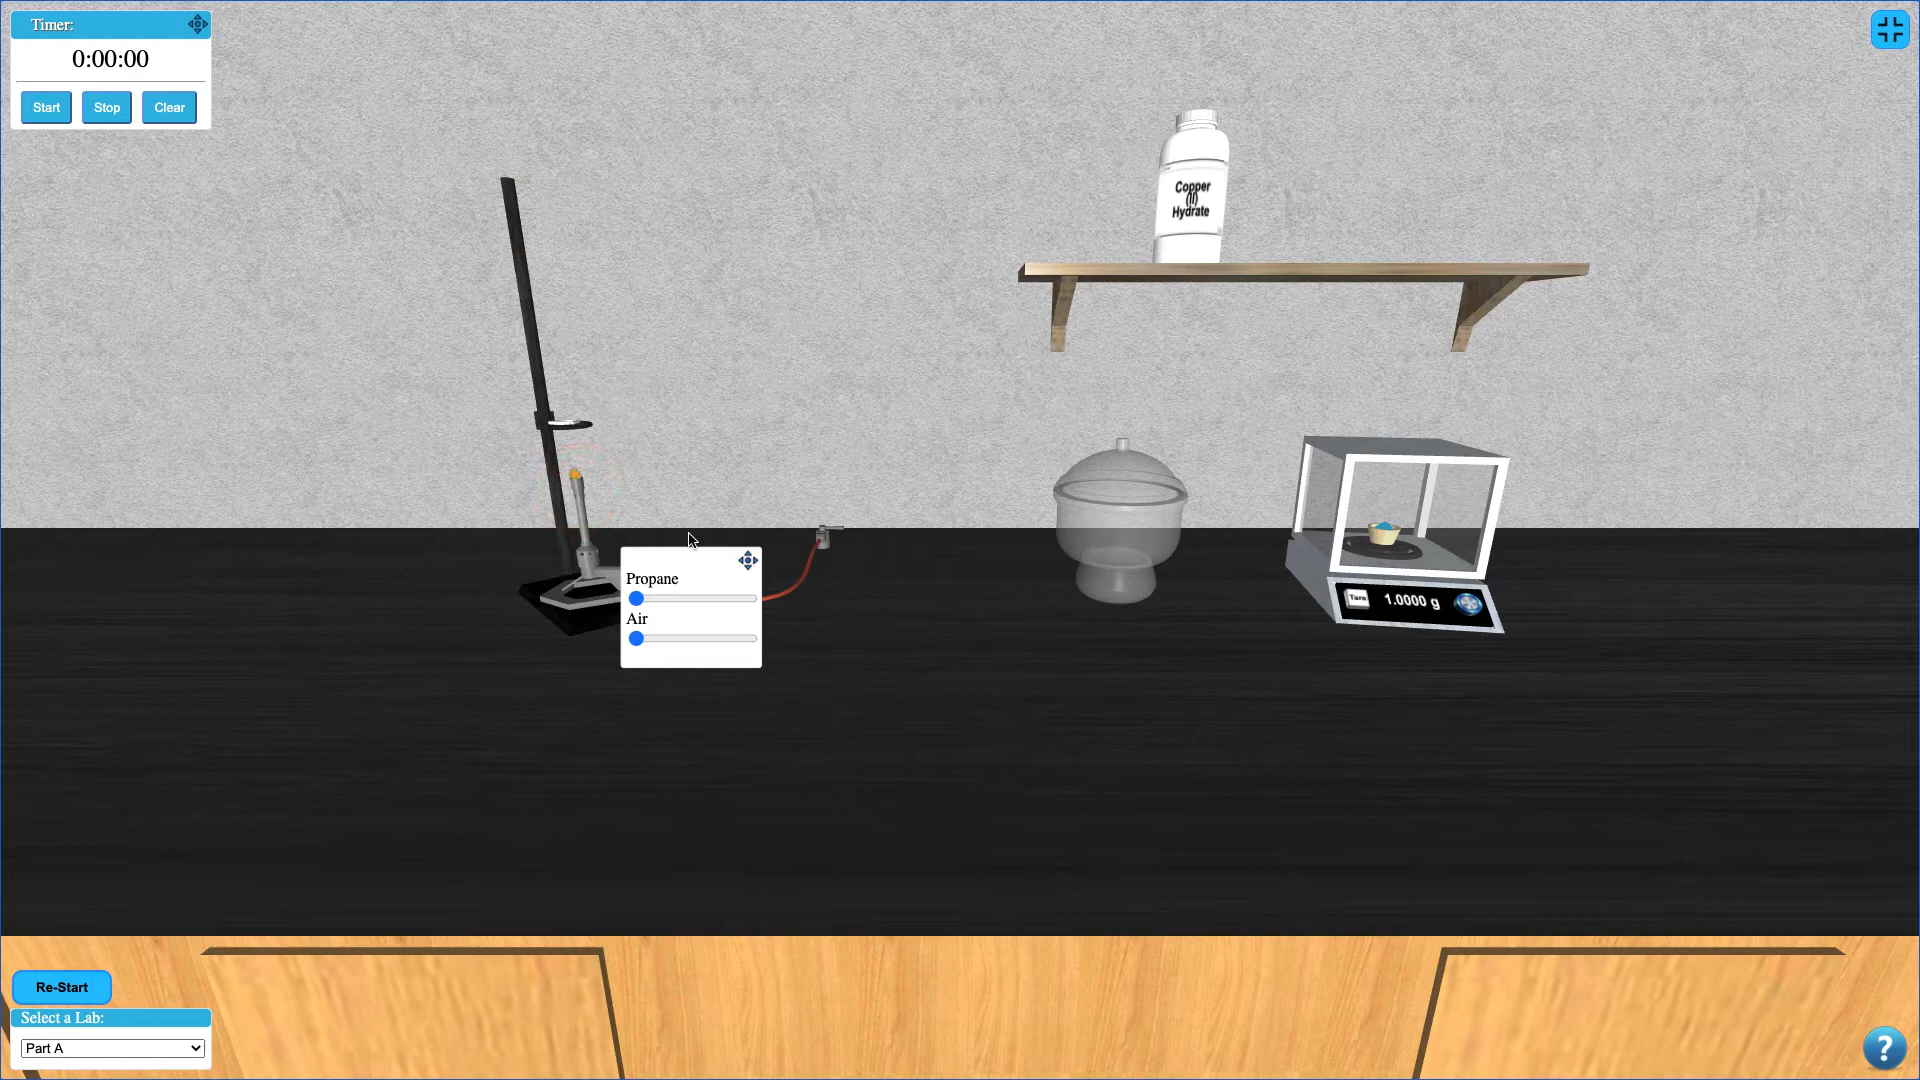 Timer:
0:00:00
Start
Stop
Clear
Copper
(II)
Hydrate
Propane
Air
Tare
1.0000 g
Re-Start
Select a Lab:
Part A
?